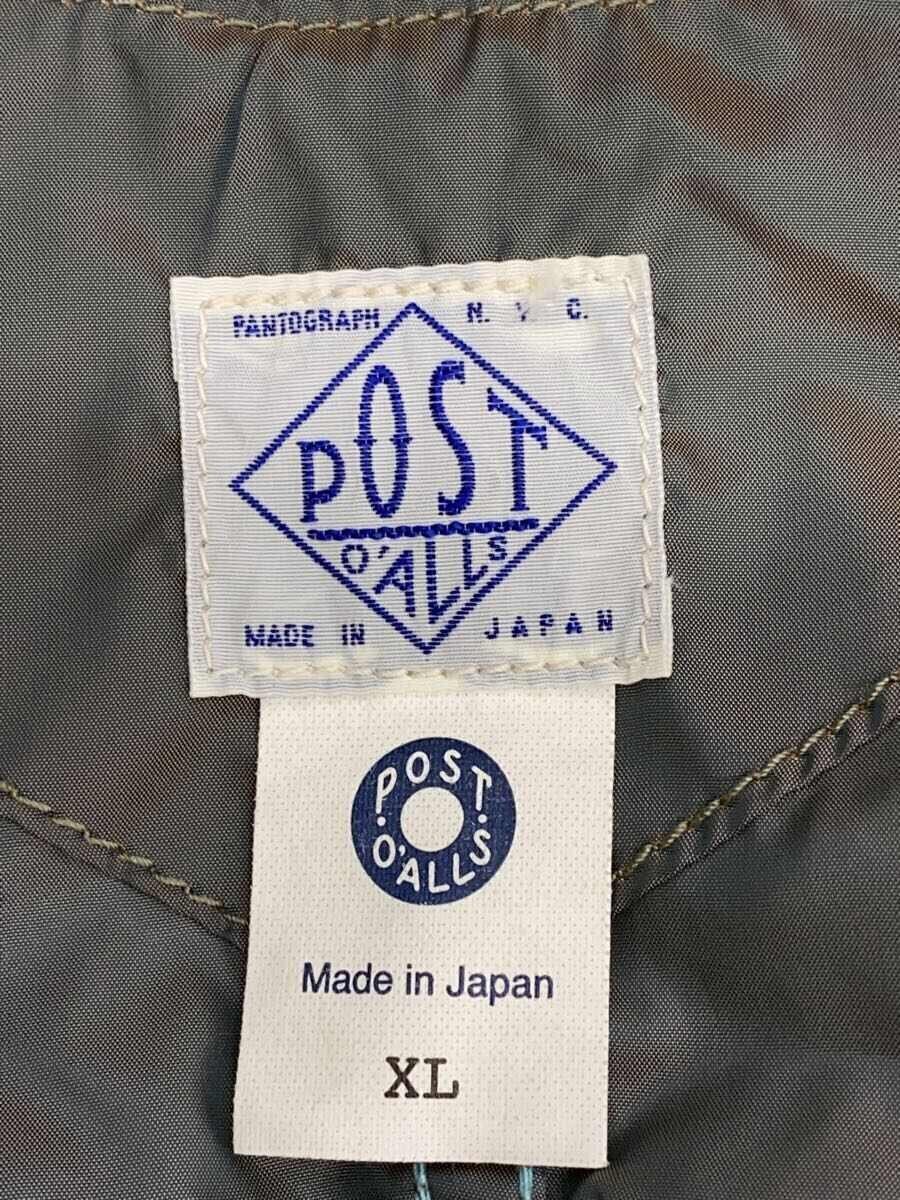 PANTOGRAPH N. Y. C.
POST
O'ALLS
MADE IN JAPAN
POST
O'ALLS
Made in Japan
XL